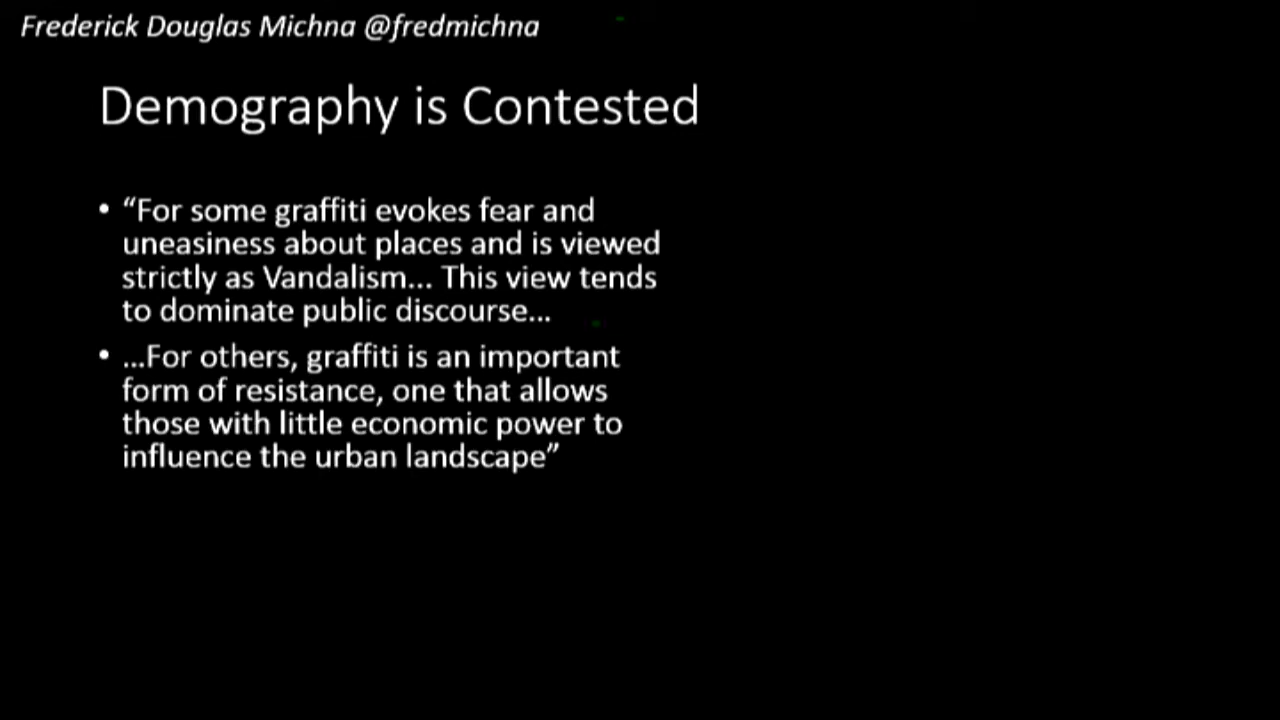 Frederick Douglas Michna @fredmichna
Demography is Contested
• “For some graffiti evokes fear and
uneasiness about places and is viewed
strictly as Vandalism... This view tends
to dominate public discourse...
• ...For others, graffiti is an important
form of resistance, one that allows
those with little economic power to
influence the urban landscape”